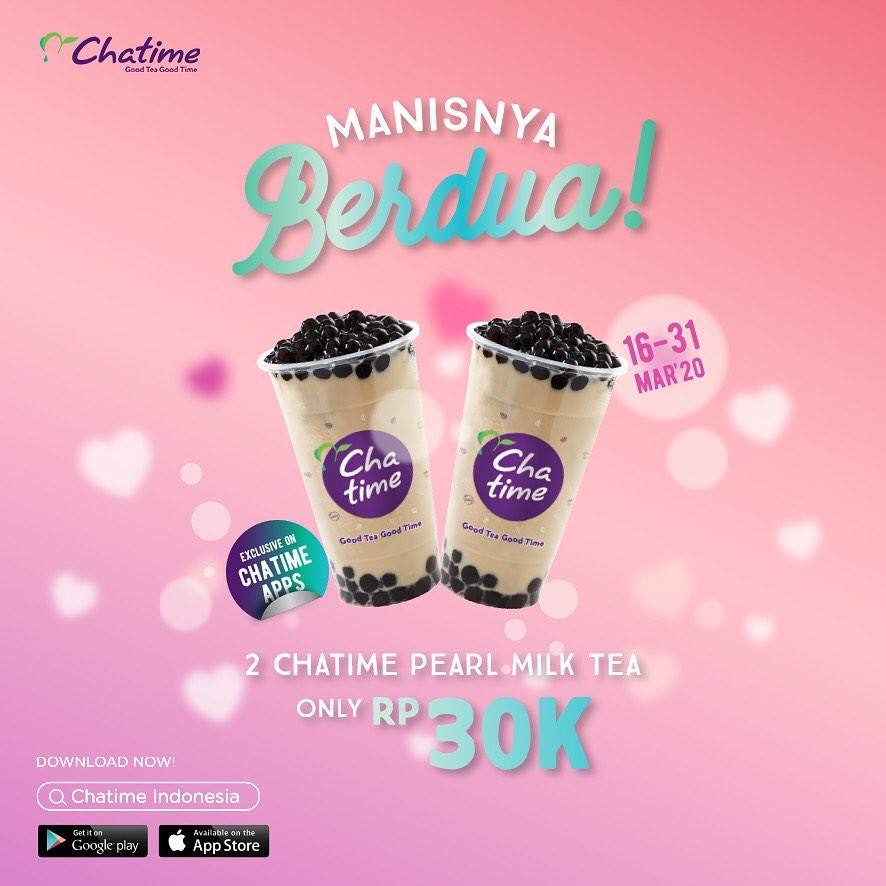 Chatime
Good Tea Good Time
MANISNYA
Berdua!
16-31
MAR'20
Cha
time
Good Tea Good Time
Cha
time
Good Tea Good Time
EXCLUSIVE ON
CHATIME
APPS
2 CHATIME PEARL MILK TEA
ONLY RP 30K
DOWNLOAD NOW!
Chatime Indonesia
Get it on
Google play
Available on the
App Store